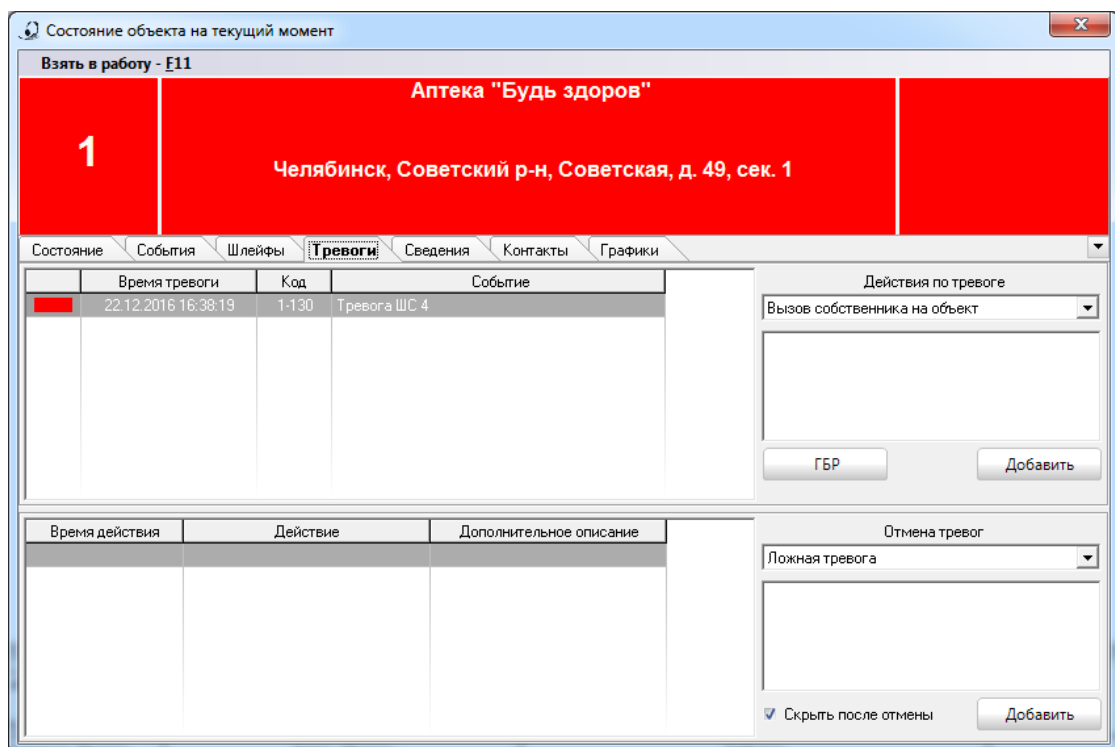 Состояние объекта на текущий момент
Взять в работу - F11
1
Аптека "Будь здоров"
Челябинск, Советский р-н, Советская, д. 49, сек. 1
Состояние События Шлейфы Тревоги Сведения Контакты Графики
Время тревоги Код Событие
22.12.2016 16:38:19 1-130 Тревога ШС 4
Действия по тревоге
Вызов собственника на объект
ГБР Добавить
Время действия Действие Дополнительное описание
Отмена тревог
Ложная тревога
Скрыть после отмены Добавить